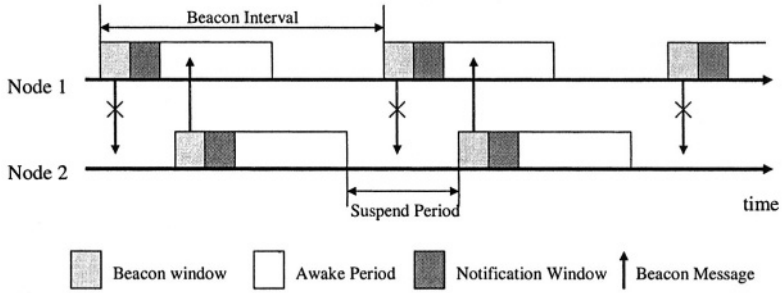 Beacon Interval
Node 1
Node 2
Suspend Period
time
Beacon window
Awake Period
Notification Window
Beacon Message